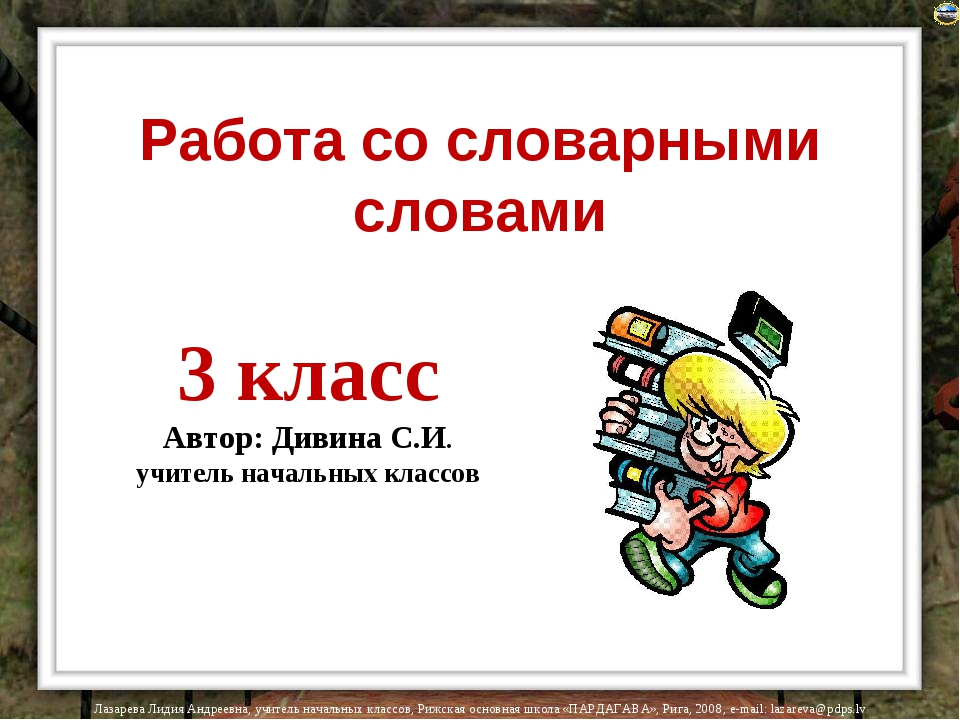 Работа со словарными
словами
3 класс
Автор: Дивина С.И.
учитель начальных классов
Лазарева Лидия Андреевна, учитель начальных классов, Рижская основная школа «ПАРДАГАВА», Рига, 2008, e-mail: lazareva@pdps.lv